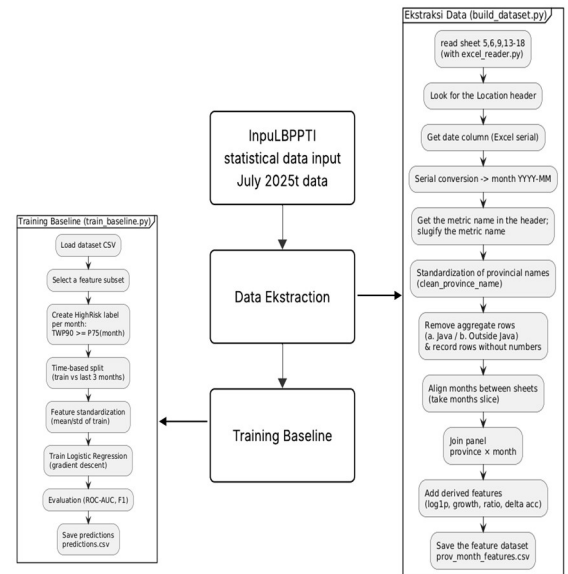 Ekstraksi Data (build_dataset.py)
read sheet 5,6,9,13-18
(with excel_reader.py)
Look for the Location header
Get date column (Excel serial)
Serial conversion -> month YYYY-MM
Get the metric name in the header;
slugify the metric name
Standardization of provincial names
(clean_province_name)
Remove aggregate rows
(a. Java / b. Outside Java)
& record rows without numbers
Align months between sheets
(take months slice)
Join panel
province × month
Add derived features
(log1p, growth, ratio, delta acc)
Save the feature dataset
prov_month_features.csv
InpuLBPPTI
statistical data input
July 2025t data
Data Ekstraction
Training Baseline
Training Baseline (train_baseline.py)
Load dataset CSV
Select a feature subset
Create HighRisk label
per month:
TWP90 >= P75(month)
Time-based split
(train vs last 3 months)
Feature standardization
(mean/std of train)
Train Logistic Regression
(gradient descent)
Evaluation (ROC-AUC, F1)
Save predictions
predictions.csv